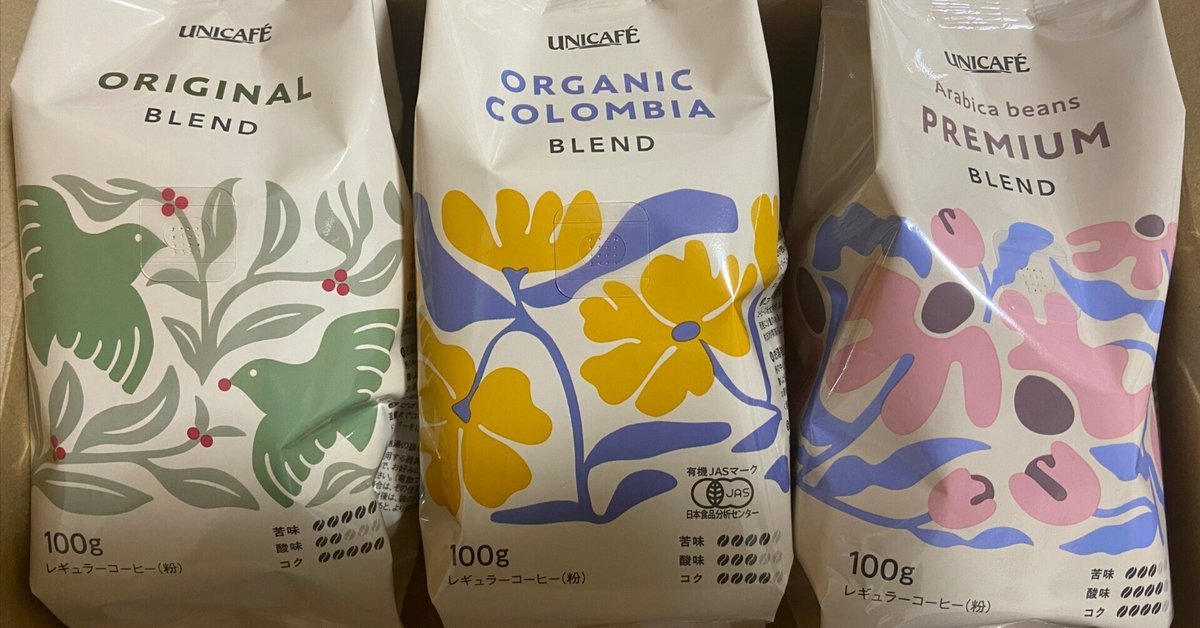 UNICAFÉ
ORIGINAL
BLEND
100g
レギュラーコーヒー(粉)
苦味
酸味
コク
UNICAFÉ
ORGANIC
COLOMBIA
BLEND
有機JASマーク
JAS
日本食品分析センター
100g
レギュラーコーヒー(粉)
苦味
酸味
コク
UNICAFÉ
Arabica beans
PREMIUM
BLEND
100g
レギュラーコーヒー(粉)
苦味
酸味
コク